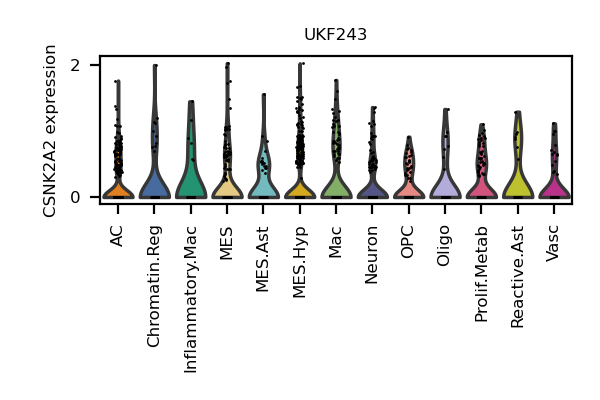 UKF243
CSNK2A2 expression
2
0
AC
Chromatin.Reg
Inflammatory.Mac
MES
MES.Ast
MES.Hyp
Mac
Neuron
OPC
Oligo
Prolif.Metab
Reactive.Ast
Vasc